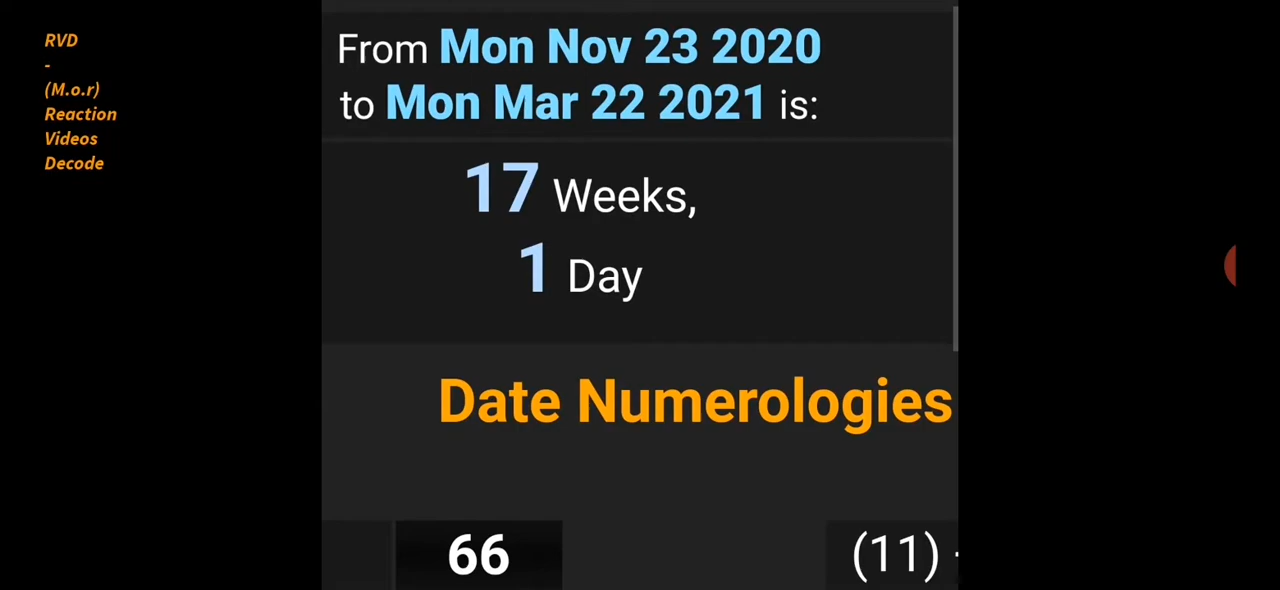 RVD
-
(M.o.r)
Reaction
Videos
Decode
From Mon Nov 23 2020
to Mon Mar 22 2021 is:
17 Weeks,
1 Day
Date Numerologies
66
(11)